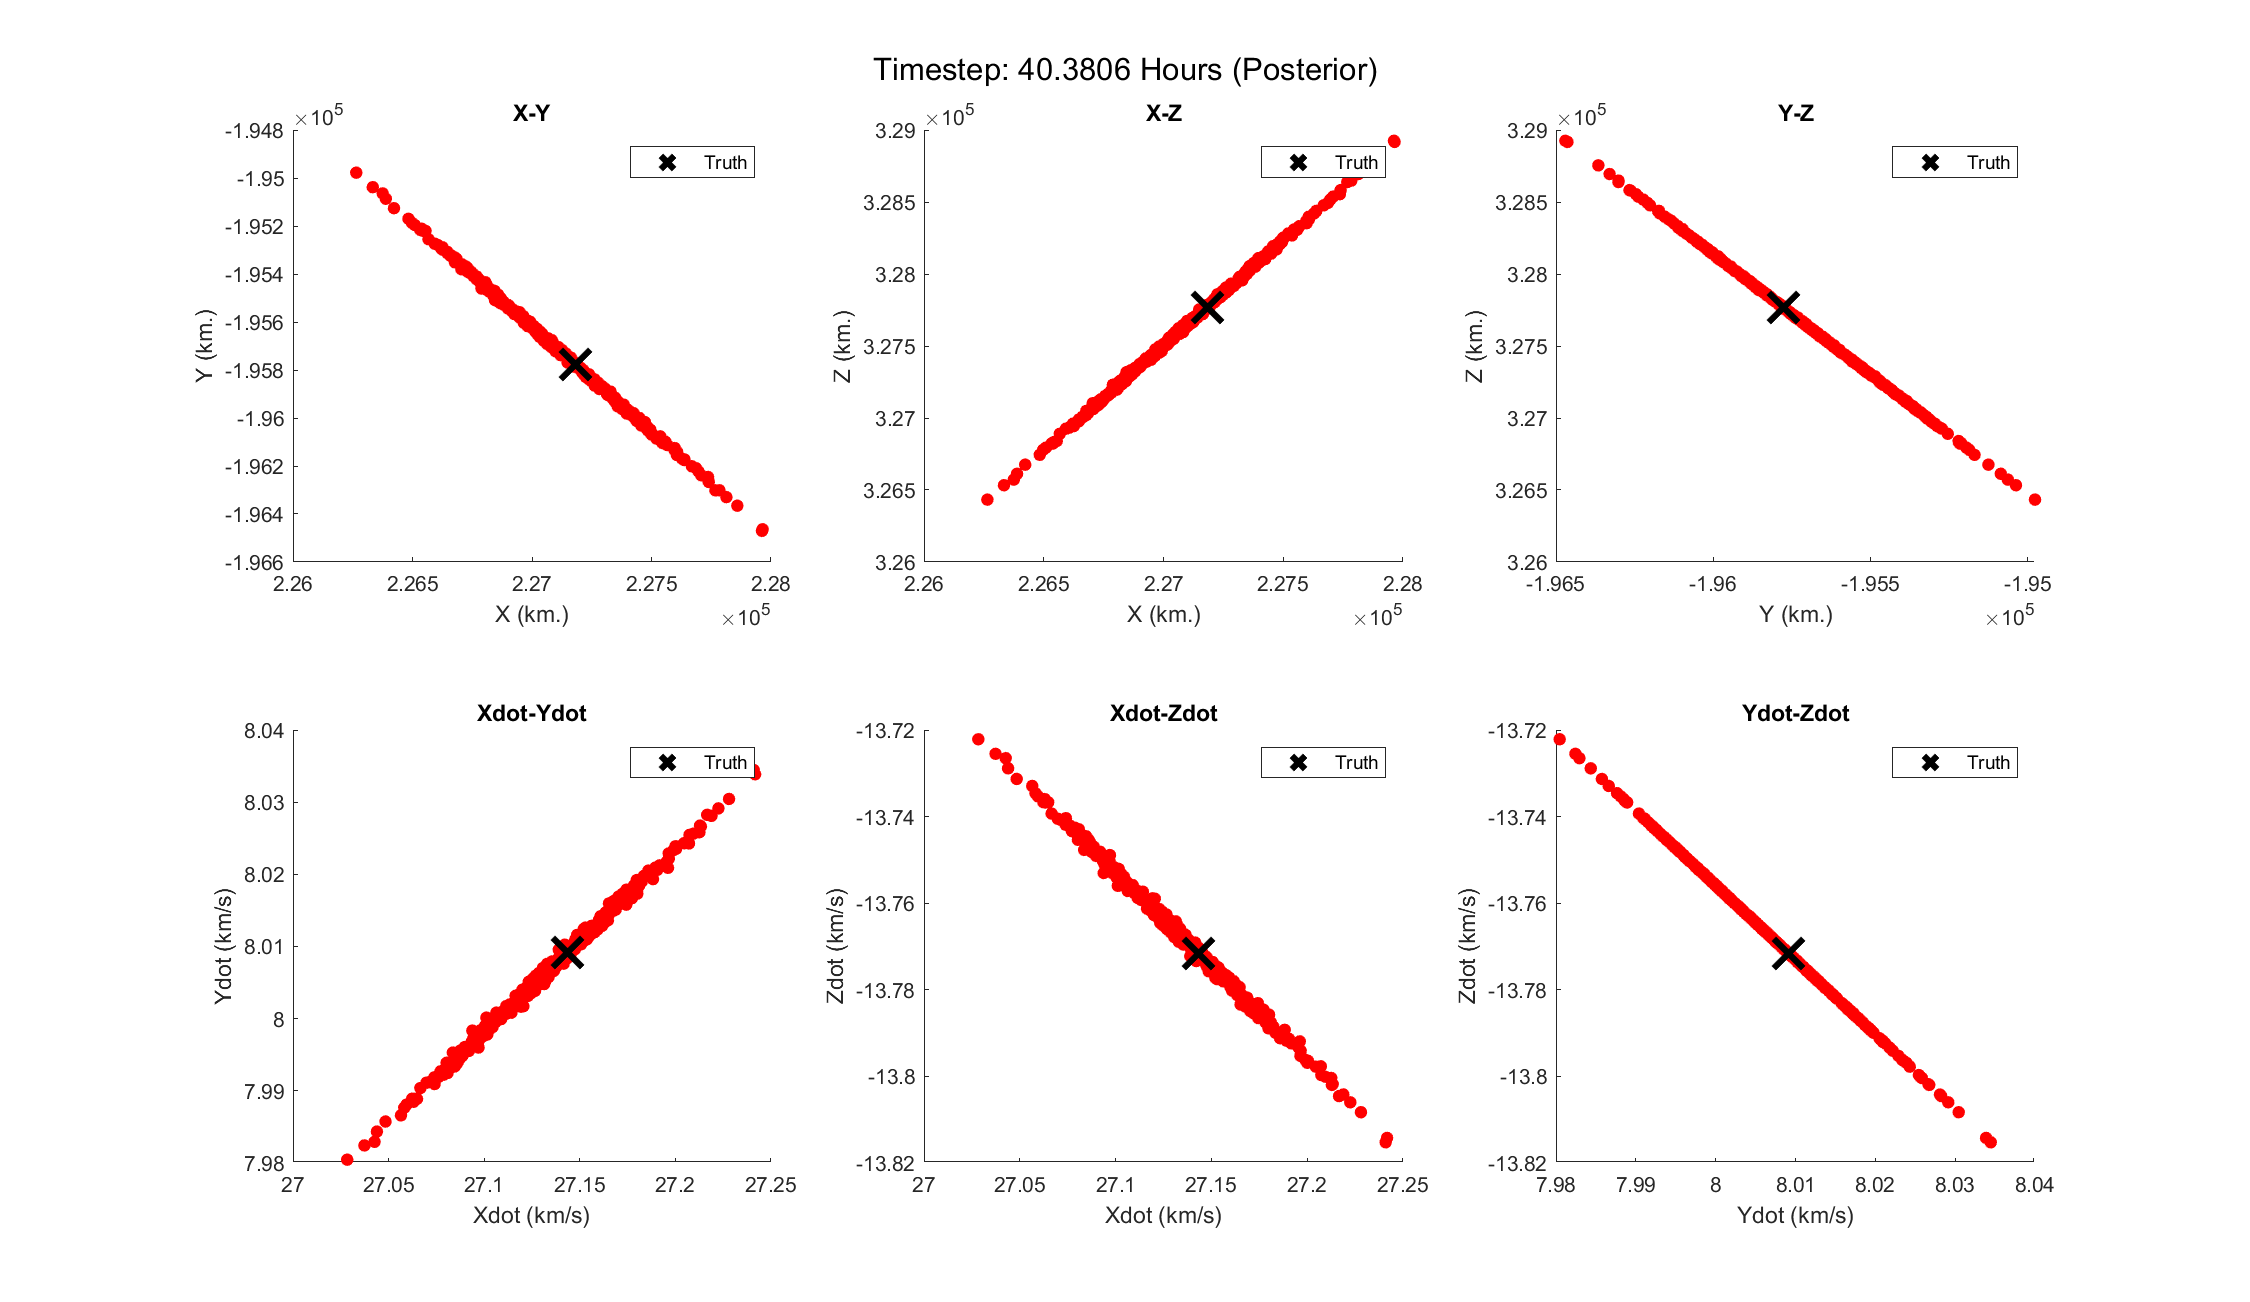 Timestep: 40.3806 Hours (Posterior)
X-Y
×10^5
-1.948
-1.95
-1.952
-1.954
-1.956
-1.958
-1.96
-1.962
-1.964
-1.966
Y (km.)
Truth
2.26 2.265 2.27 2.275 2.28
X (km.)
×10^5
X-Z
×10^5
3.29
3.285
3.28
3.275
3.27
3.265
3.26
Z (km.)
Truth
2.26 2.265 2.27 2.275 2.28
X (km.)
×10^5
Y-Z
×10^5
3.29
3.285
3.28
3.275
3.27
3.265
3.26
Z (km.)
Truth
-1.965 -1.96 -1.955 -1.95
Y (km.)
×10^5
Xdot-Ydot
8.04
8.03
8.02
8.01
8
7.99
7.98
Ydot (km/s)
Truth
27 27.05 27.1 27.15 27.2 27.25
Xdot (km/s)
Xdot-Zdot
-13.72
-13.74
-13.76
-13.78
-13.8
-13.82
Zdot (km/s)
Truth
27 27.05 27.1 27.15 27.2 27.25
Xdot (km/s)
Ydot-Zdot
-13.72
-13.74
-13.76
-13.78
-13.8
-13.82
Zdot (km/s)
Truth
7.98 7.99 8 8.01 8.02 8.03 8.04
Ydot (km/s)